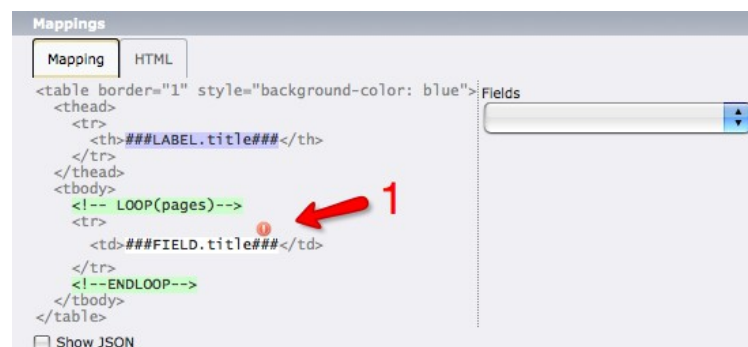 Mappings
Mapping
HTML
<table border="1" style="background-color: blue">
<thead>
<tr>
<th>###LABEL.title###</th>
</tr>
</thead>
<tbody>
<!-- LOOP(pages)-->
<tr>
<td>###FIELD.title###</td>
</tr>
<!--ENDLOOP-->
</tbody>
</table>
Show JSON
Fields
1